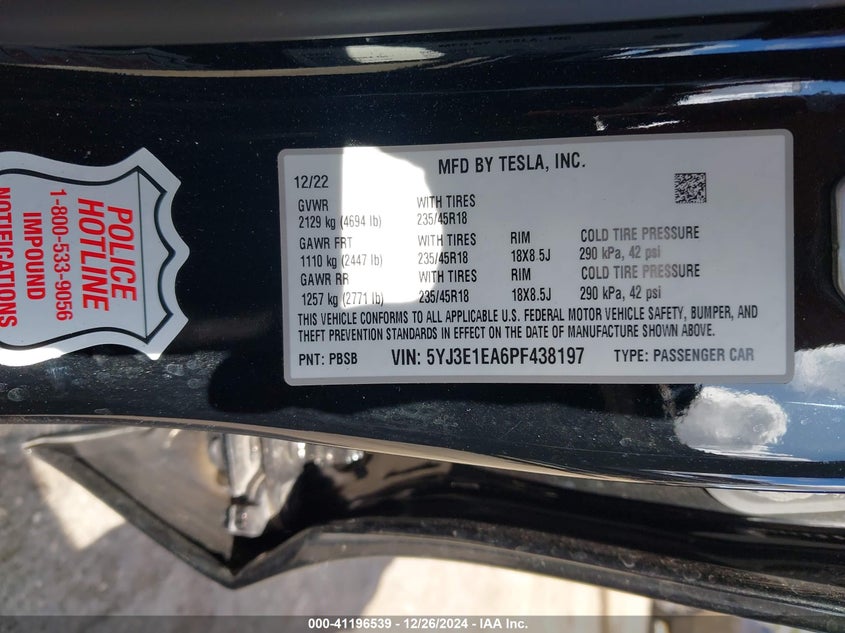 MFD BY TESLA, INC.
12/22
GVWR WITH TIRES
2129 kg (4694 lb) 235/45R18
GAWR FRT WITH TIRES RIM COLD TIRE PRESSURE
1110 kg (2447 lb) 235/45R18 18X8.5J 290 kPa, 42 psi
GAWR RR WITH TIRES RIM COLD TIRE PRESSURE
1257 kg (2771 lb) 235/45R18 18X8.5J 290 kPa, 42 psi
THIS VEHICLE CONFORMS TO ALL APPLICABLE U.S. FEDERAL MOTOR VEHICLE SAFETY, BUMPER, AND
THEFT PREVENTION STANDARDS IN EFFECT ON THE DATE OF MANUFACTURE SHOWN ABOVE.
PNT: PBSB VIN: 5YJ3E1EA6PF438197 TYPE: PASSENGER CAR
POLICE
HOTLINE
1-800-533-9056
IMPOUND
NOTIFICATIONS
000-41196539 - 12/26/2024 - IAA Inc.